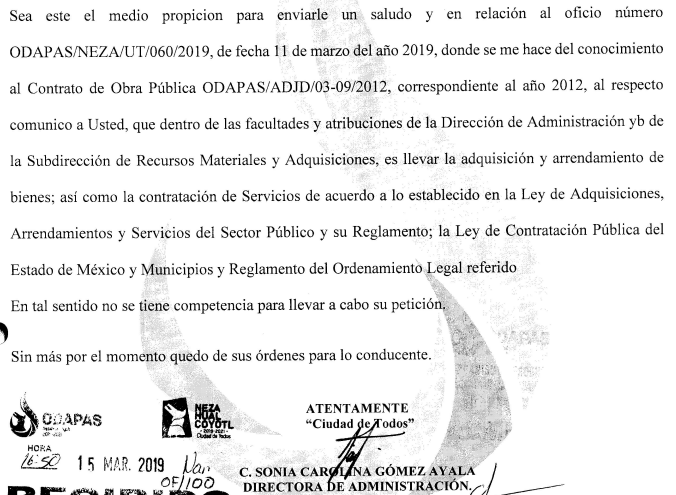 Sea este el medio propicion para enviarle un saludo y en relación al oficio número
ODAPAS/NEZA/UT/060/2019, de fecha 11 de marzo del año 2019, donde se me hace del conocimiento
al Contrato de Obra Pública ODAPAS/ADJD/03-09/2012, correspondiente al año 2012, al respecto
comunico a Usted, que dentro de las facultades y atribuciones de la Dirección de Administración yb de
la Subdirección de Recursos Materiales y Adquisiciones, es llevar la adquisición y arrendamiento de
bienes; así como la contratación de Servicios de acuerdo a lo establecido en la Ley de Adquisiciones,
Arrendamientos y Servicios del Sector Público y su Reglamento; la Ley de Contratación Pública del
Estado de México y Municipios y Reglamento del Ordenamiento Legal referido
En tal sentido no se tiene competencia para llevar a cabo su petición.
Sin más por el momento quedo de sus órdenes para lo conducente.
ODAPAS
NEZA
HUAL
COYOTL
2019-2021
Ciudad de Todos
ATENTAMENTE
“Ciudad de Todos”
HORA
16:50
15 MAR. 2019
OF/100
C. SONIA CAROLINA GÓMEZ AYALA
DIRECTORA DE ADMINISTRACIÓN.
RECIBIDO